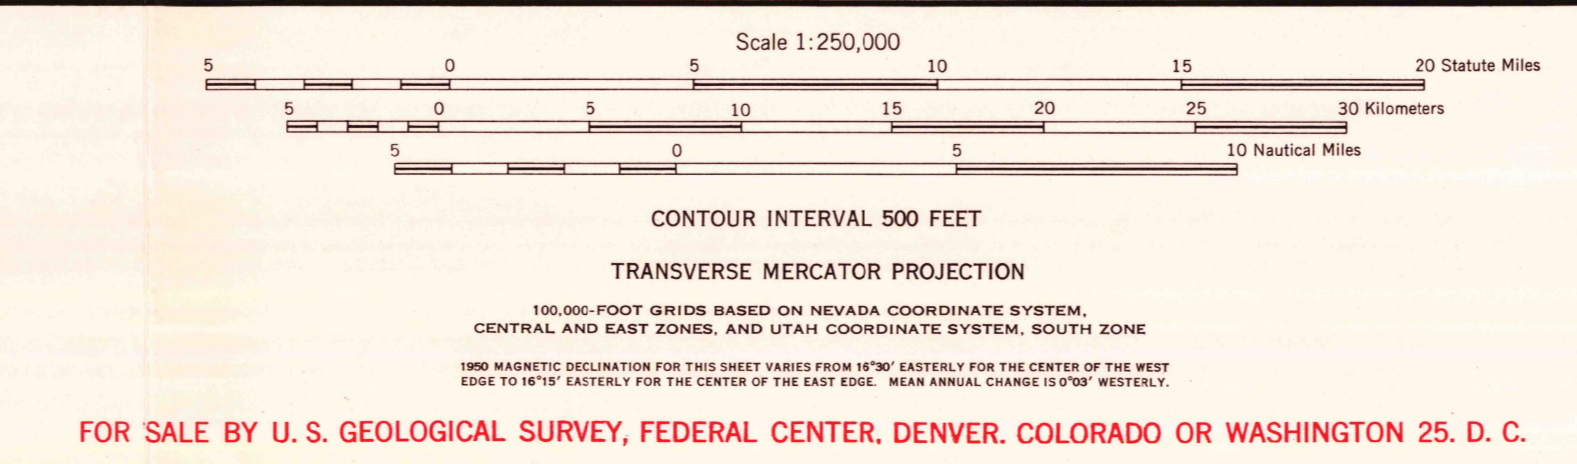 Scale 1:250,000
5 0 5 10 15 20 Statute Miles
5 0 5 10 15 20 25 30 Kilometers
5 0 5 10 Nautical Miles
CONTOUR INTERVAL 500 FEET
TRANSVERSE MERCATOR PROJECTION
100,000-FOOT GRIDS BASED ON NEVADA COORDINATE SYSTEM,
CENTRAL AND EAST ZONES, AND UTAH COORDINATE SYSTEM, SOUTH ZONE
1950 MAGNETIC DECLINATION FOR THIS SHEET VARIES FROM 16°30′ EASTERLY FOR THE CENTER OF THE WEST
EDGE TO 16°15′ EASTERLY FOR THE CENTER OF THE EAST EDGE. MEAN ANNUAL CHANGE IS 0°03′ WESTERLY.
FOR SALE BY U. S. GEOLOGICAL SURVEY, FEDERAL CENTER, DENVER. COLORADO OR WASHINGTON 25. D. C.